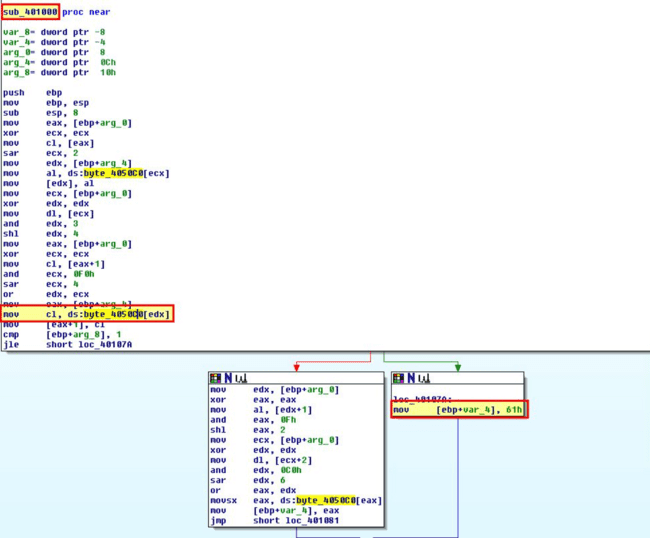 sub_401000 proc near
var_8= dword ptr -8
var_4= dword ptr -4
arg_0= dword ptr  8
arg_4= dword ptr  0Ch
arg_8= dword ptr  10h
push    ebp
mov     ebp, esp
sub     esp, 8
mov     eax, [ebp+arg_0]
xor     ecx, ecx
mov     cl, [eax]
sar     ecx, 2
mov     edx, [ebp+arg_4]
mov     al, ds:byte_4050C0[ecx]
mov     [edx], al
mov     ecx, [ebp+arg_0]
xor     edx, edx
mov     dl, [ecx]
and     edx, 3
shl     edx, 4
mov     eax, [ebp+arg_0]
xor     ecx, ecx
mov     cl, [eax+1]
and     ecx, 0F0h
sar     ecx, 4
or      edx, ecx
mov     eax, [ebp+arg_4]
mov     cl, ds:byte_4050C0[edx]
mov     [eax+1], cl
cmp     [ebp+arg_8], 1
jle     short loc_40107A
mov     edx, [ebp+arg_0]
xor     eax, eax
mov     al, [edx+1]
and     eax, 0Fh
shl     eax, 2
mov     ecx, [ebp+arg_0]
xor     edx, edx
mov     dl, [ecx+2]
and     edx, 0C0h
sar     edx, 6
or      eax, edx
movsx   eax, ds:byte_4050C0[eax]
mov     [ebp+var_4], eax
jmp     short loc_401081
loc_40107A:
mov     [ebp+var_4], 61h